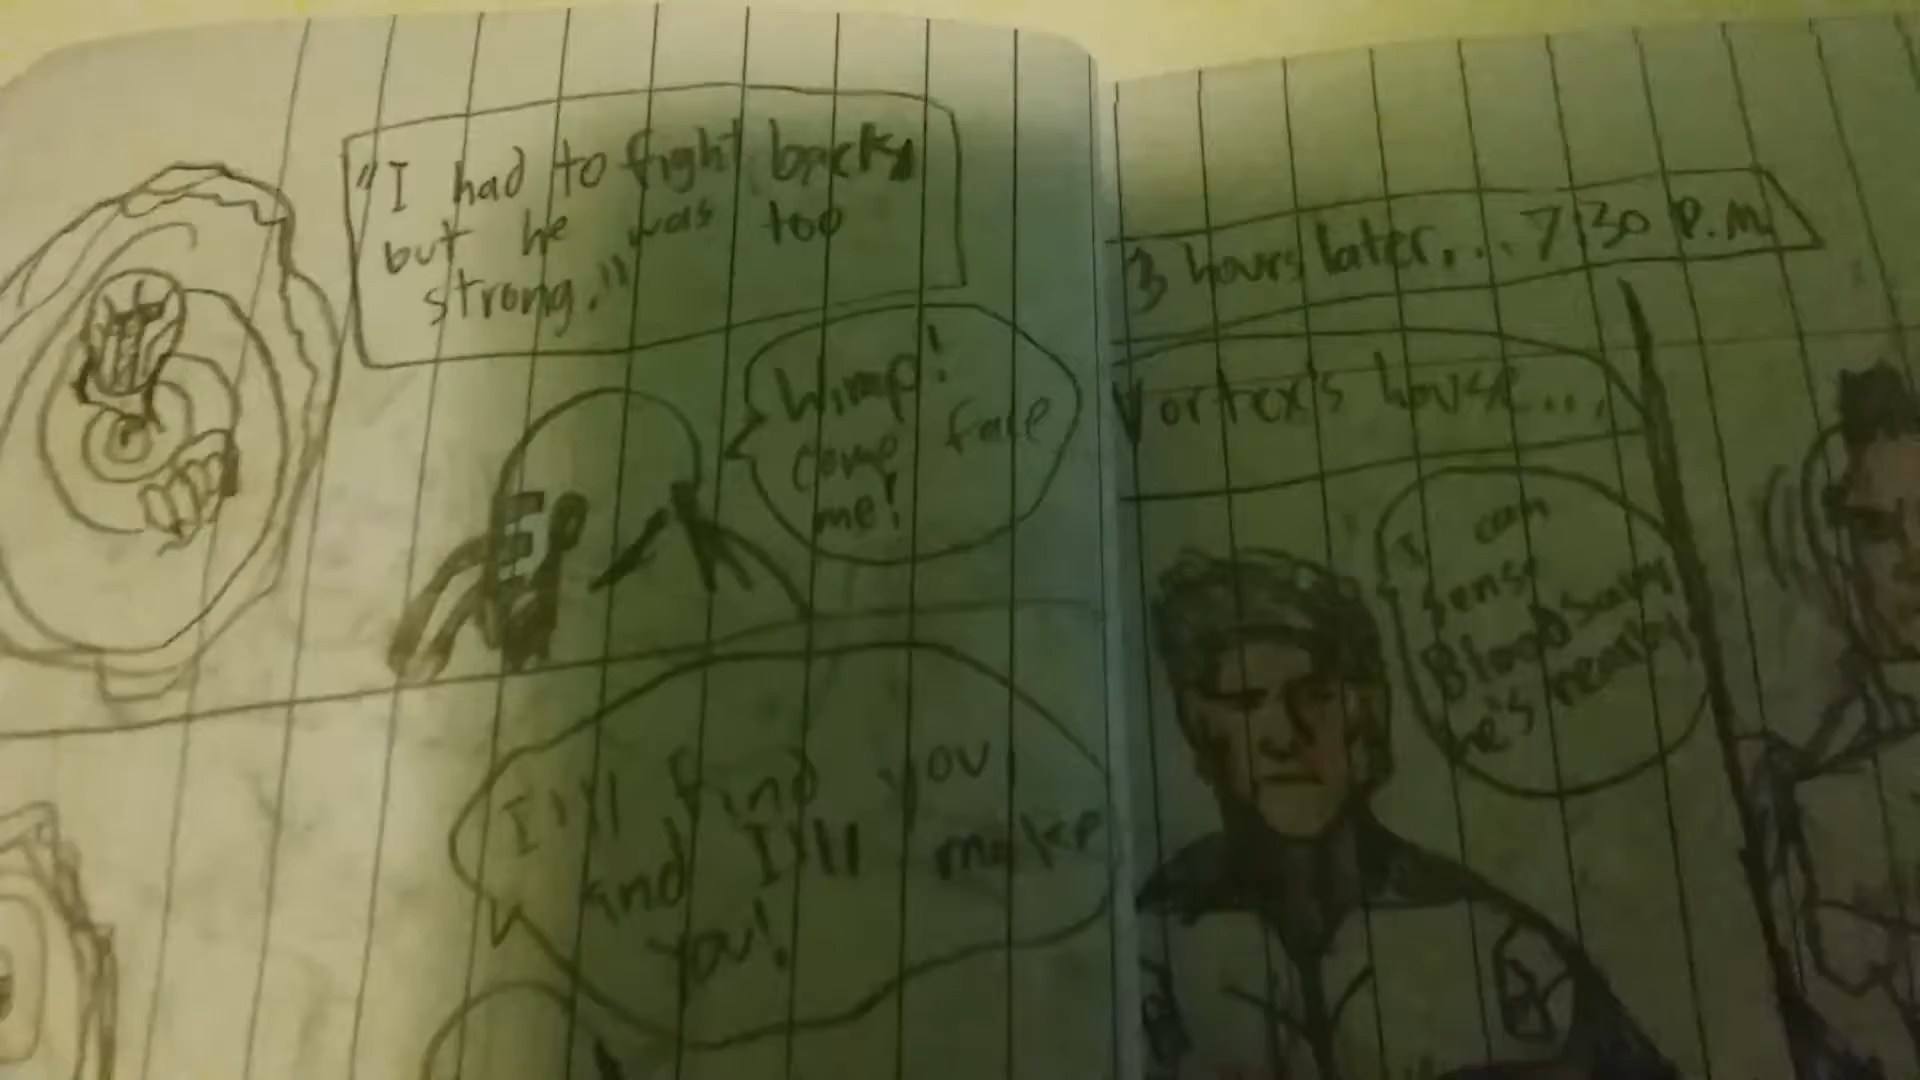 "I had to fight back,
but he was too
strong."
Wimp!
Come face
me!
I'll find you
and I'll make
you!
3 hours later... 7:30 P.M
Vortex's house...
I can
sense
he's nearby